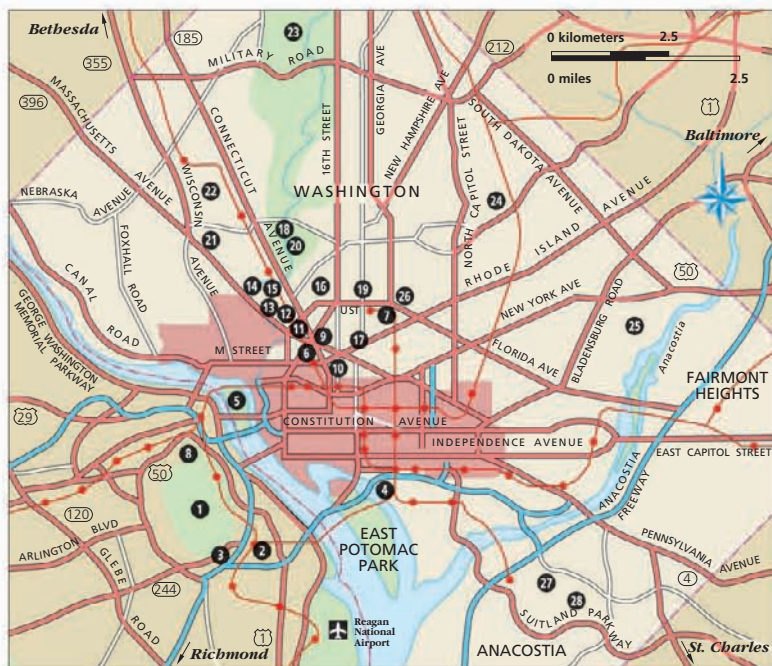 Bethesda
185
355
396
23
MILITARY ROAD
212
0 kilometers 2.5
0 miles 2.5
1
Baltimore
MASSACHUSETTS AVENUE
CONNECTICUT AVENUE
16TH STREET
GEORGIA AVE
NEW HAMPSHIRE AVE
NORTH CAPITOL STREET
SOUTH DAKOTA AVENUE
WISCONSIN AVENUE
WASHINGTON
NEBRASKA AVENUE
FOXHALL ROAD
22
24
21
18
20
RHODE ISLAND AVENUE
50
CANAL ROAD
GEORGE WASHINGTON
MEMORIAL PARKWAY
14
15
16
19
26
13
12
U ST
7
NEW YORK AVE
BLADENSBURG ROAD
25
Anacostia
11
9
17
M STREET
6
10
FLORIDA AVE
FAIRMONT
HEIGHTS
29
5
CONSTITUTION AVENUE
INDEPENDENCE AVENUE
EAST CAPITOL STREET
8
50
4
ANACOSTIA
FREEWAY
120
1
ARLINGTON BLVD
GLEBE ROAD
3
2
EAST
POTOMAC
PARK
PENNSYLVANIA AVENUE
4
244
27
28
SUITLAND PARKWAY
1
Reagan
National
Airport
Richmond
ANACOSTIA
St. Charles